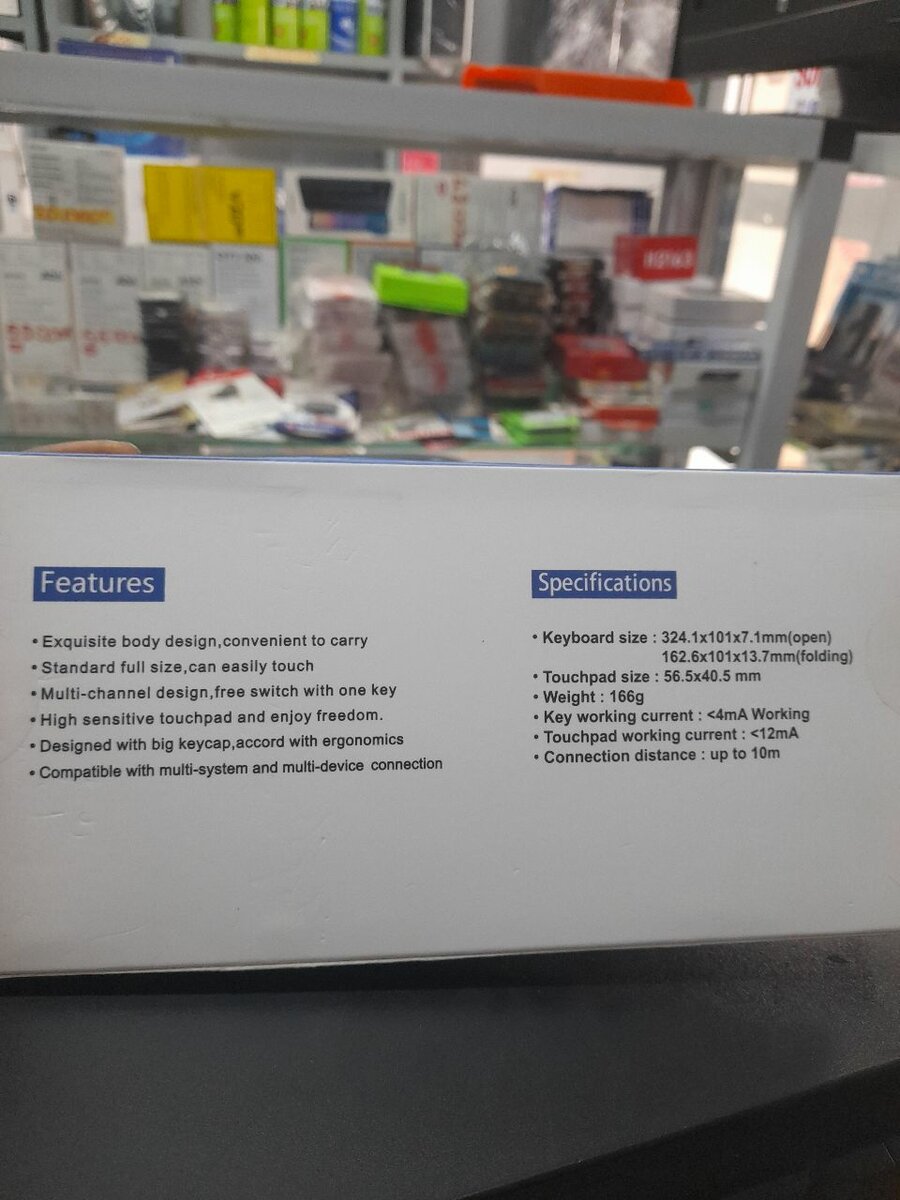 Features
• Exquisite body design,convenient to carry
• Standard full size,can easily touch
• Multi-channel design,free switch with one key
• High sensitive touchpad and enjoy freedom.
• Designed with big keycap,accord with ergonomics
• Compatible with multi-system and multi-device connection
Specifications
• Keyboard size : 324.1x101x7.1mm(open)
162.6x101x13.7mm(folding)
• Touchpad size : 56.5x40.5 mm
• Weight : 166g
• Key working current : <4mA Working
• Touchpad working current : <12mA
• Connection distance : up to 10m